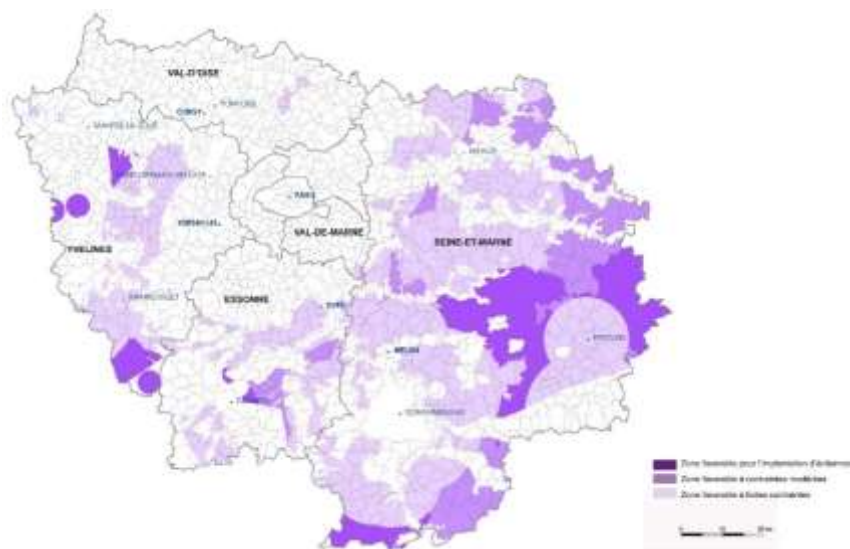 VAL-D'OISE
PONTOISE
CERGY
MANTES-LA-JOLIE
MEAUX
SAINT-GERMAIN-EN-LAYE
PARIS
VERSAILLES
VAL-DE-MARNE
SEINE-ET-MARNE
YVELINES
RAMBOUILLET
ESSONNE
EVRY
PROVINS
MELUN
FONTAINEBLEAU
Zone favorable pour l'implantation d'éoliennes
Zone favorable à contraintes modérées
Zone favorable à fortes contraintes